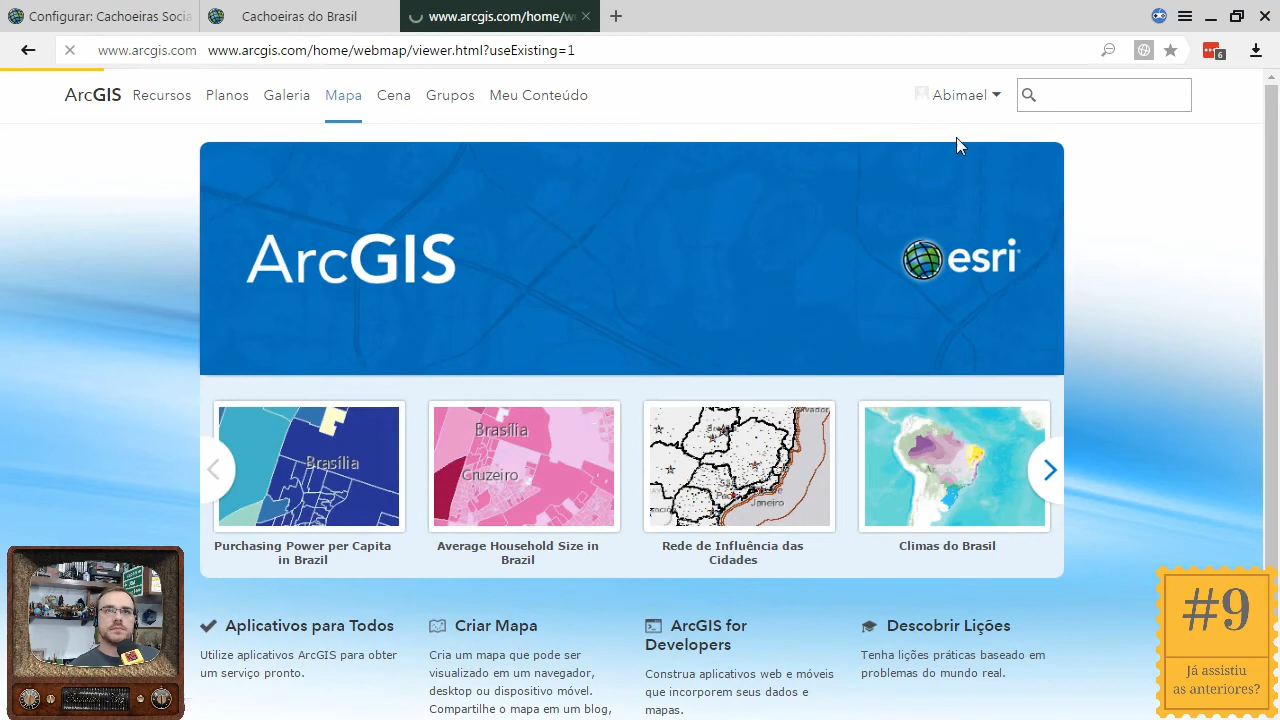 Configurar: Cachoeiras Socia
Cachoeiras do Brasil
www.arcgis.com/home/w
www.arcgis.com www.arcgis.com/home/webmap/viewer.html?useExisting=1
6
ArcGIS Recursos Planos Galeria Mapa Cena Grupos Meu Conteúdo Abimael
ArcGIS
esri
Brasília
Brasília
Cruzeiro
Janeiro
Purchasing Power per Capita
in Brazil
Average Household Size in
Brazil
Rede de Influência das
Cidades
Climas do Brasil
Aplicativos para Todos
Utilize aplicativos ArcGIS para obter
um serviço pronto.
Criar Mapa
Cria um mapa que pode ser
visualizado em um navegador,
desktop ou dispositivo móvel.
Compartilhe o mapa em um blog,
ArcGIS for
Developers
Construa aplicativos web e móveis
que incorporem seus dados e
mapas.
Descobrir Lições
Tenha lições práticas baseado em
problemas do mundo real.
#9
Já assistiu
as anteriores?